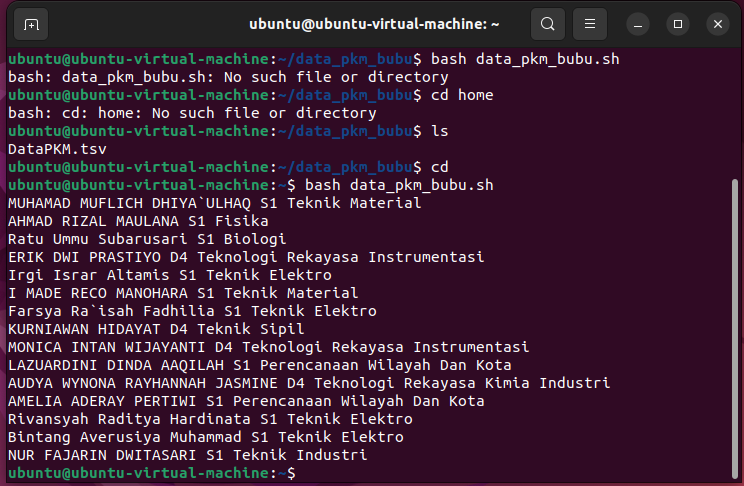 ubuntu@ubuntu-virtual-machine: ~
ubuntu@ubuntu-virtual-machine:~/data_pkm_bubu$ bash data_pkm_bubu.sh
bash: data_pkm_bubu.sh: No such file or directory
ubuntu@ubuntu-virtual-machine:~/data_pkm_bubu$ cd home
bash: cd: home: No such file or directory
ubuntu@ubuntu-virtual-machine:~/data_pkm_bubu$ ls
DataPKM.tsv
ubuntu@ubuntu-virtual-machine:~/data_pkm_bubu$ cd
ubuntu@ubuntu-virtual-machine:~$ bash data_pkm_bubu.sh
MUHAMAD MUFLICH DHIYA`ULHAQ S1 Teknik Material
AHMAD RIZAL MAULANA S1 Fisika
Ratu Ummu Subarusari S1 Biologi
ERIK DWI PRASTIYO D4 Teknologi Rekayasa Instrumentasi
Irgi Israr Altamis S1 Teknik Elektro
I MADE RECO MANOHARA S1 Teknik Material
Farsya Ra`isah Fadhilia S1 Teknik Elektro
KURNIAWAN HIDAYAT D4 Teknik Sipil
MONICA INTAN WIJAYANTI D4 Teknologi Rekayasa Instrumentasi
LAZUARDINI DINDA AAQILAH S1 Perencanaan Wilayah Dan Kota
AUDYA WYNONA RAYHANNAH JASMINE D4 Teknologi Rekayasa Kimia Industri
AMELIA ADERAY PERTIWI S1 Perencanaan Wilayah Dan Kota
Rivansyah Raditya Hardinata S1 Teknik Elektro
Bintang Averusiya Muhammad S1 Teknik Elektro
NUR FAJARIN DWITASARI S1 Teknik Industri
ubuntu@ubuntu-virtual-machine:~$